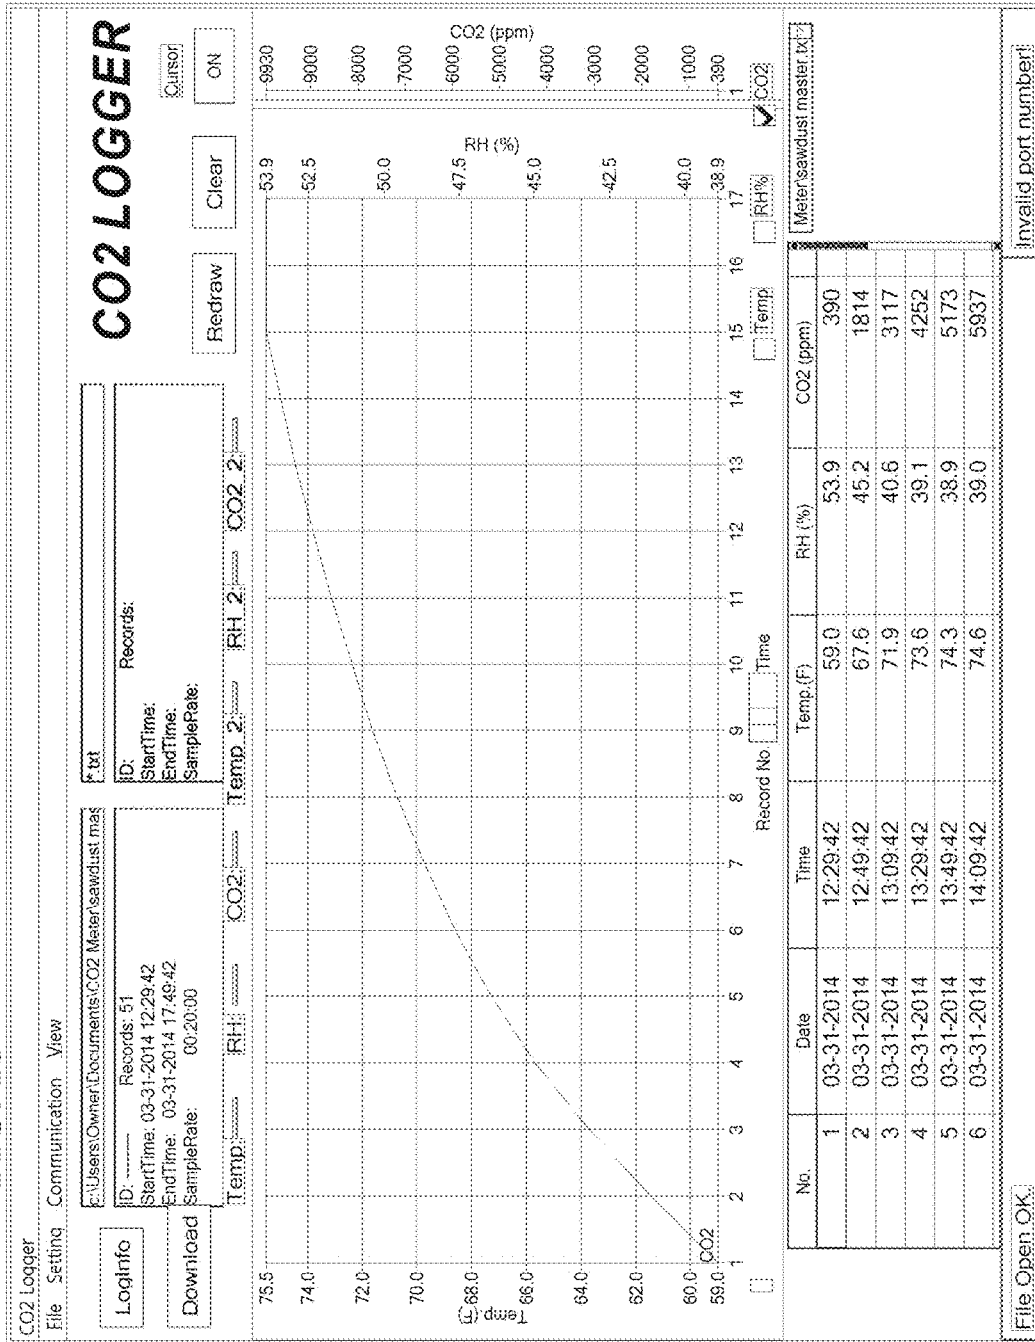 CO2 Logger
File Setting Communication View
LogInfo
Download
c:\Users\Owner\Documents\CO2 Meter\sawdust mas
ID: ------- Records: 51
StartTime: 03-31-2014 12:29:42
EndTime: 03-31-2014 17:49:42
SampleRate: 00:20:00
*.txt
ID: Records:
StartTime:
EndTime:
SampleRate:
CO2 LOGGER
Redraw
Clear
Cursor
ON
Temp: RH: CO2: Temp 2: RH 2: CO2 2:
Temp.(F)
75.5
74.0
72.0
70.0
68.0
66.0
64.0
62.0
60.0
59.0
CO2
1 2 3 4 5 6 7 8 9 10 11 12 13 14 15 16 17
RH (%)
53.9
-52.5
-50.0
-47.5
-45.0
-42.5
-40.0
-38.9
CO2 (ppm)
-9930
-9000
-8000
-7000
-6000
-5000
-4000
-3000
-2000
-1000
-390
1
Record No. Time Temp RH% CO2
No. Date Time Temp.(F) RH (%) CO2 (ppm)
1 03-31-2014 12:29:42 59.0 53.9 390
2 03-31-2014 12:49:42 67.6 45.2 1814
3 03-31-2014 13:09:42 71.9 40.6 3117
4 03-31-2014 13:29:42 73.6 39.1 4252
5 03-31-2014 13:49:42 74.3 38.9 5173
6 03-31-2014 14:09:42 74.6 39.0 5937
Meter\sawdust master.txt
File Open OK.
Invalid port number!